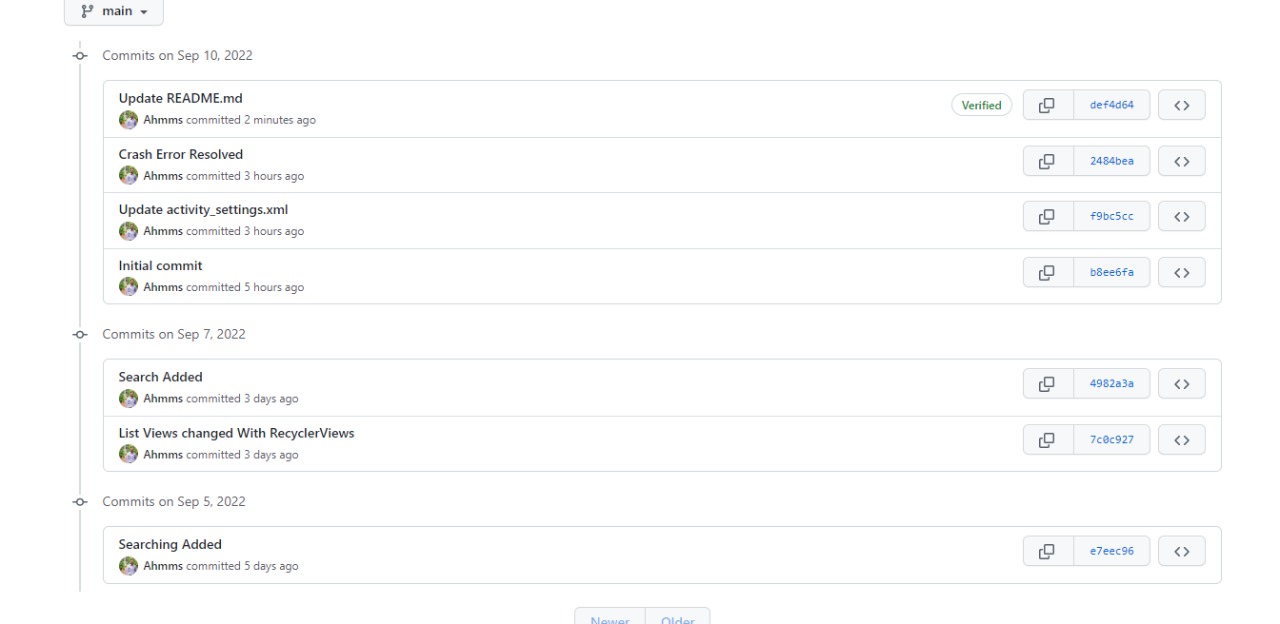 main
Commits on Sep 10, 2022
Update README.md
Ahmms committed 2 minutes ago
Verified
def4d64
Crash Error Resolved
Ahmms committed 3 hours ago
2484bea
Update activity_settings.xml
Ahmms committed 3 hours ago
f9bc5cc
Initial commit
Ahmms committed 5 hours ago
b8ee6fa
Commits on Sep 7, 2022
Search Added
Ahmms committed 3 days ago
4982a3a
List Views changed With RecyclerViews
Ahmms committed 3 days ago
7c0c927
Commits on Sep 5, 2022
Searching Added
Ahmms committed 5 days ago
e7eec96
Newer Older